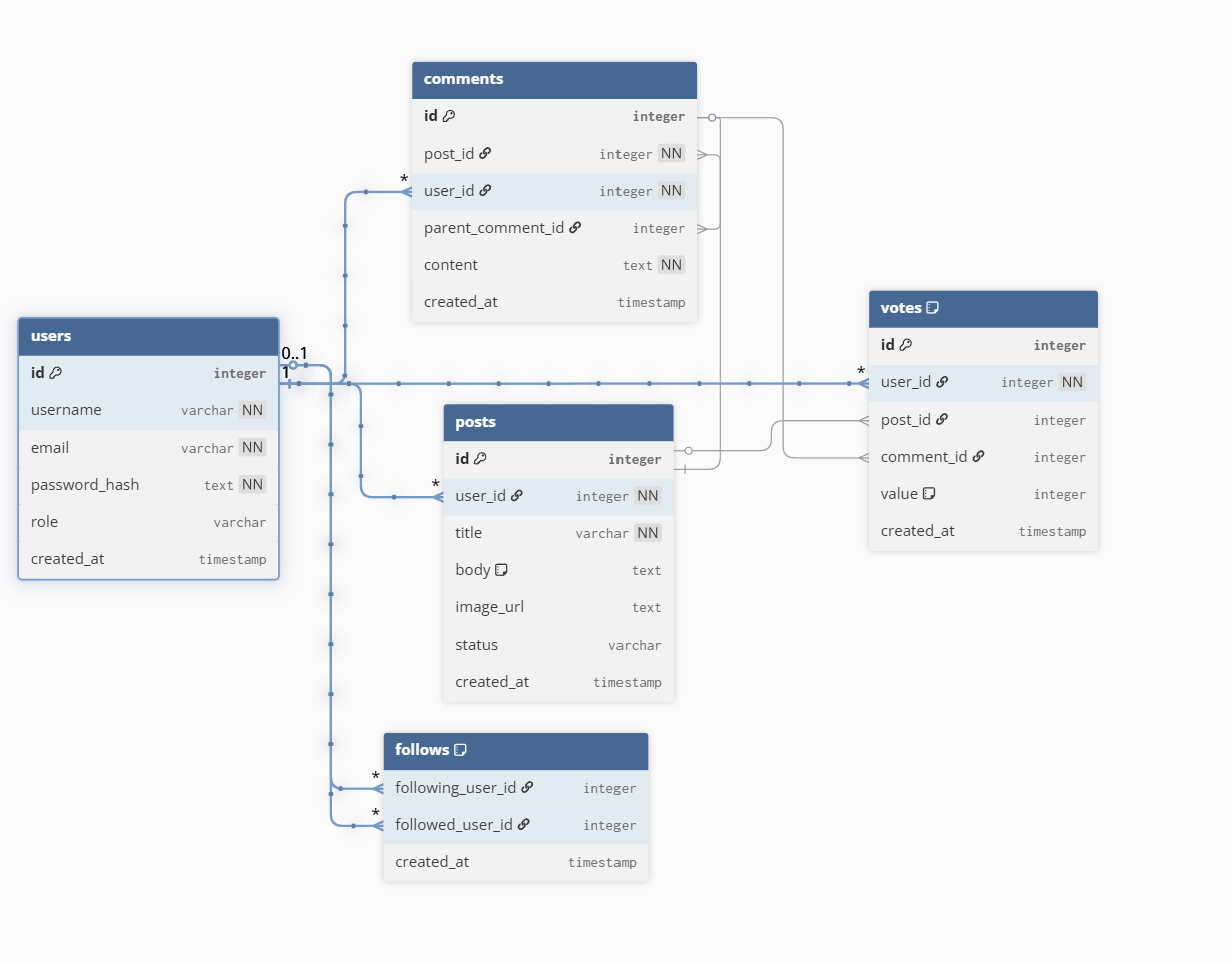 comments
id integer
post_id integer NN
user_id integer NN
parent_comment_id integer
content text NN
created_at timestamp
*
users
id integer
username varchar NN
email varchar NN
password_hash text NN
role varchar
created_at timestamp
0..1
1
votes
id integer
user_id integer NN
post_id integer
comment_id integer
value integer
created_at timestamp
*
posts
id integer
user_id integer NN
title varchar NN
body text
image_url text
status varchar
created_at timestamp
*
follows
following_user_id integer
followed_user_id integer
created_at timestamp
*
*